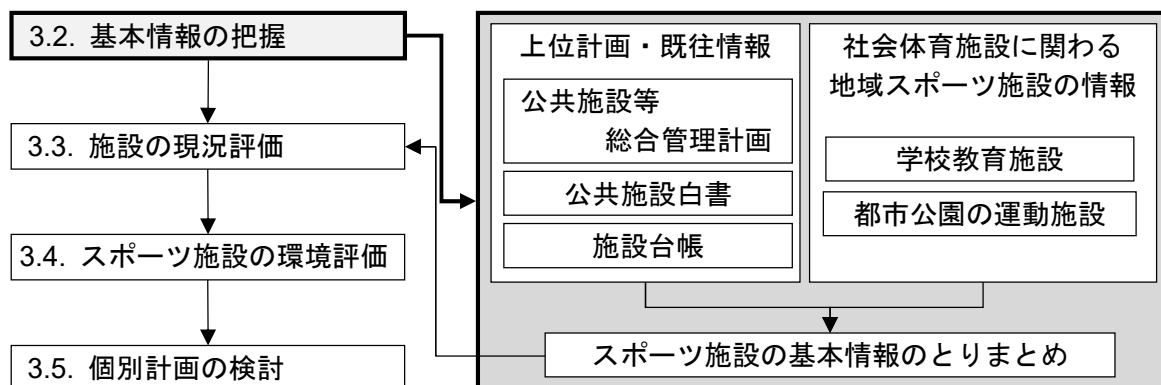 3.2. 基本情報の把握
3.3. 施設の現況評価
3.4. スポーツ施設の環境評価
3.5. 個別計画の検討
上位計画・既往情報
公共施設等
総合管理計画
公共施設白書
施設台帳
社会体育施設に関わる
地域スポーツ施設の情報
学校教育施設
都市公園の運動施設
スポーツ施設の基本情報のとりまとめ